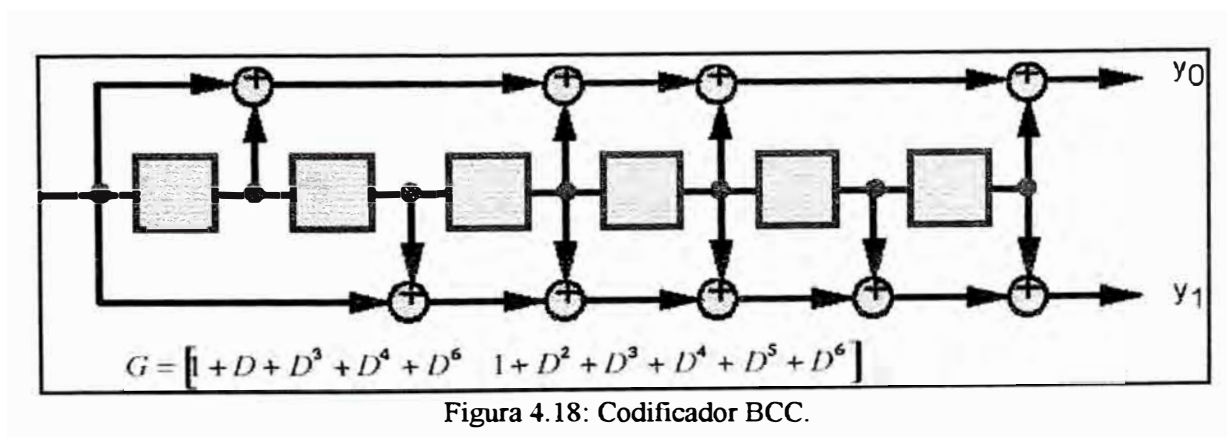 y0
y1
G = [1 + D + D³ + D⁴ + D⁶ 1 + D² + D³ + D⁴ + D⁵ + D⁶]
Figura 4.18: Codificador BCC.